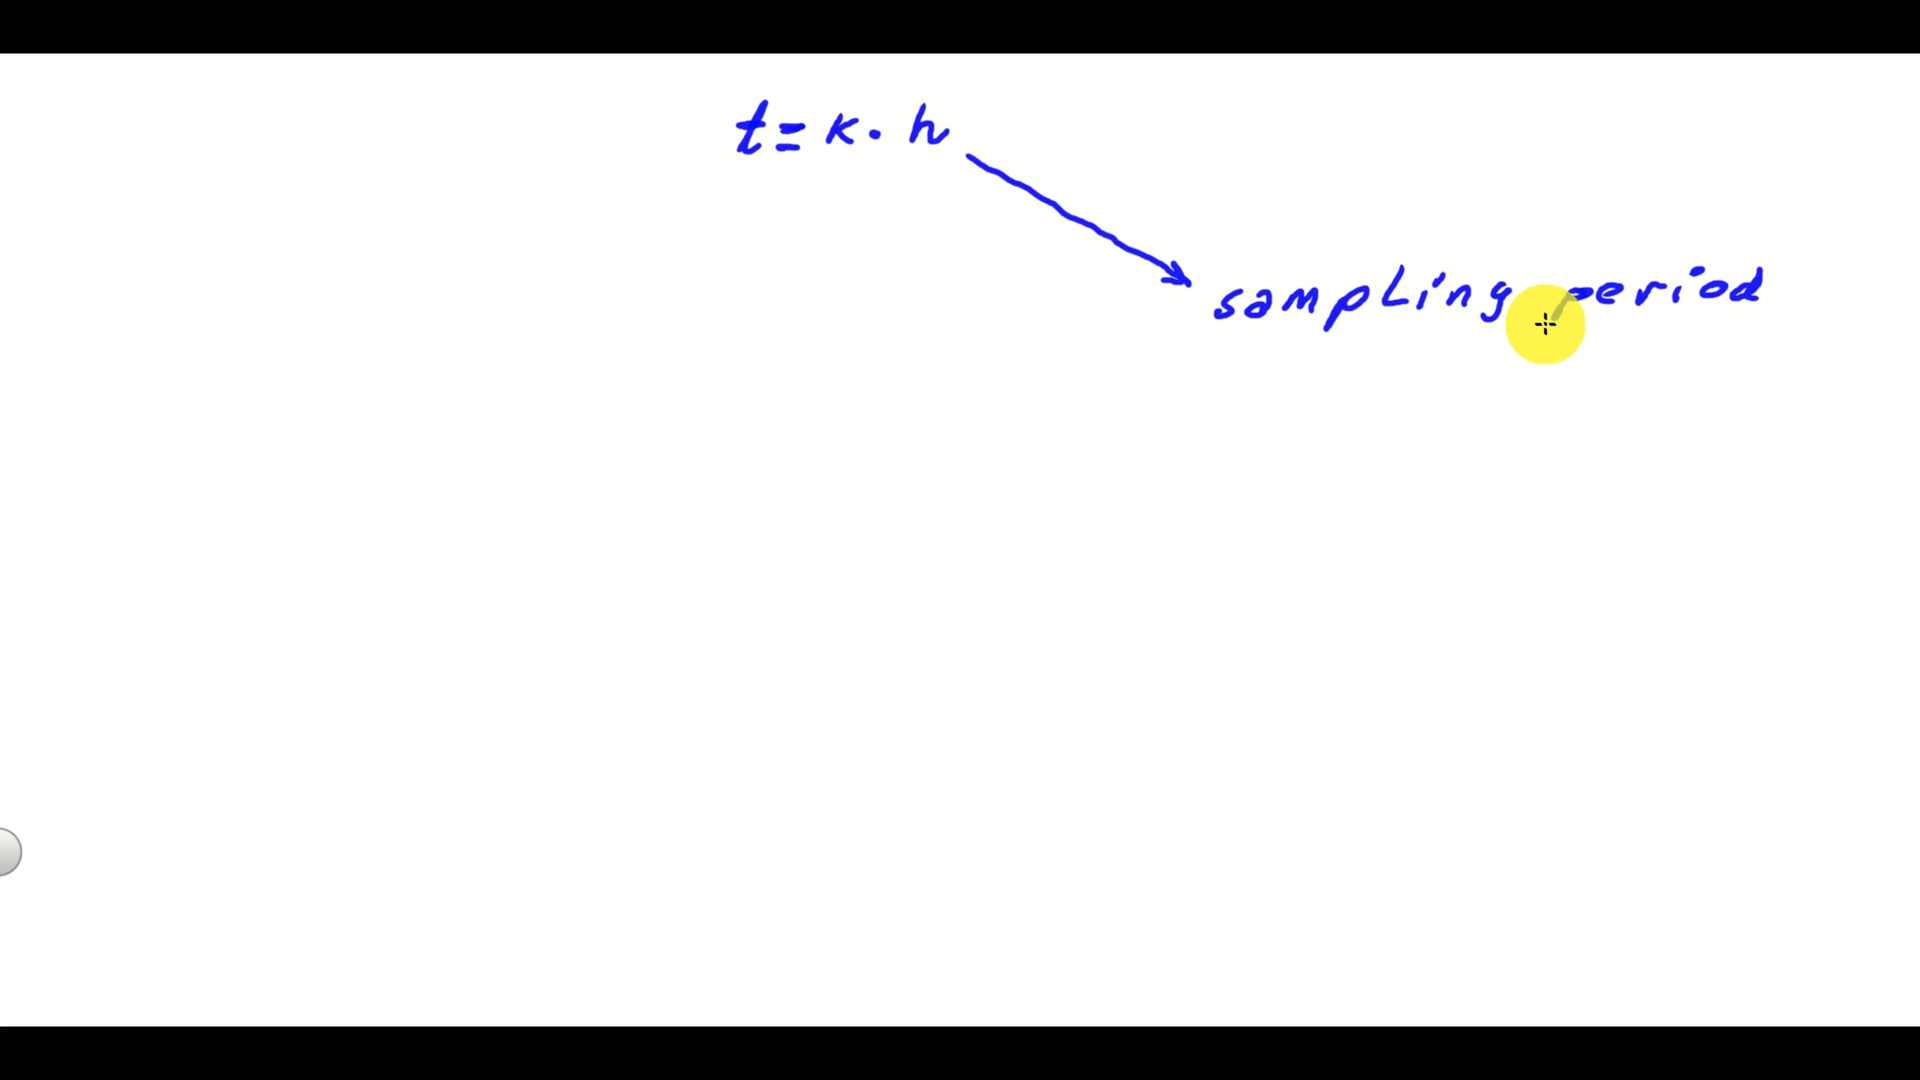 t = k · h
sampling period